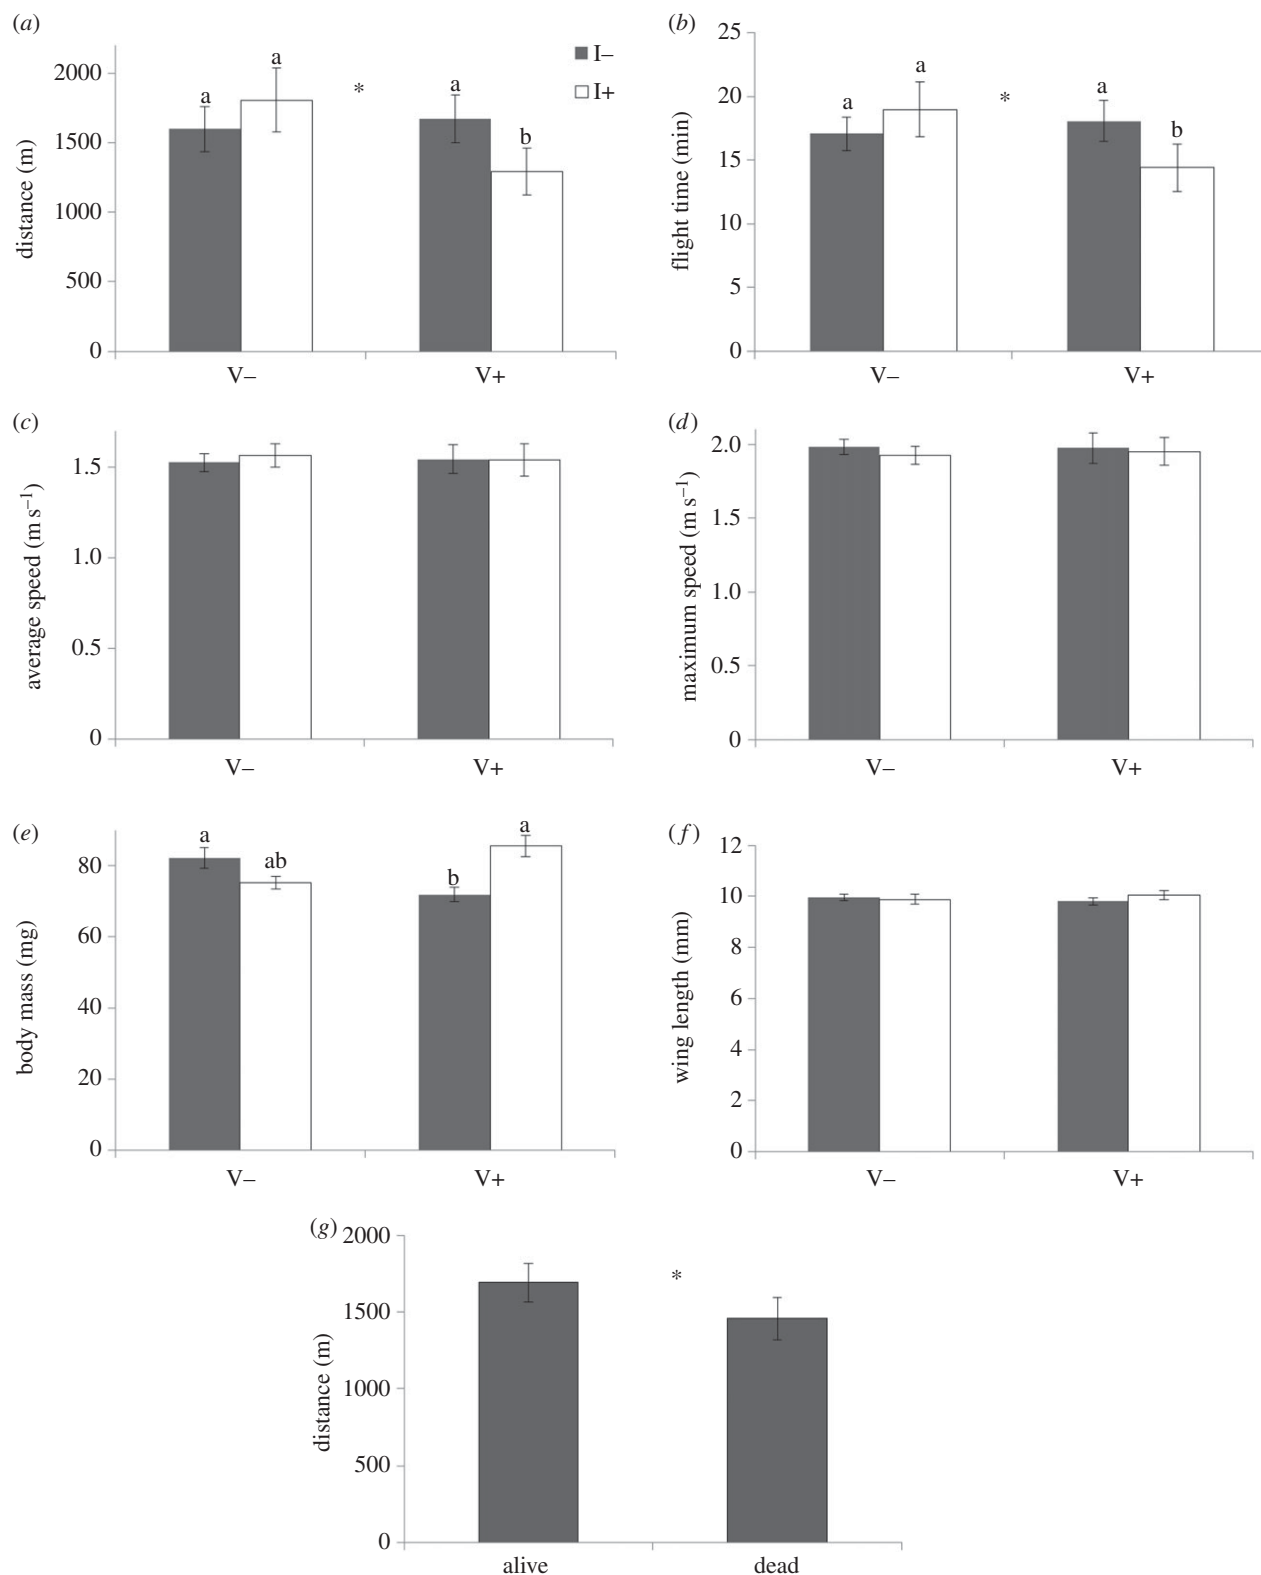 (a)
2000
1500
1000
500
0
distance (m)
a
a
*
a
b
I–
I+
V–
V+
(b)
25
20
15
10
5
0
flight time (min)
a
a
*
a
b
V–
V+
(c)
1.5
1.0
0.5
0
average speed (m s⁻¹)
V–
V+
(d)
2.0
1.5
1.0
0.5
0
maximum speed (m s⁻¹)
V–
V+
(e)
80
60
40
20
0
body mass (mg)
a
ab
b
a
V–
V+
(f)
12
10
8
6
4
2
0
wing length (mm)
V–
V+
(g)
2000
1500
1000
500
0
distance (m)
*
alive
dead